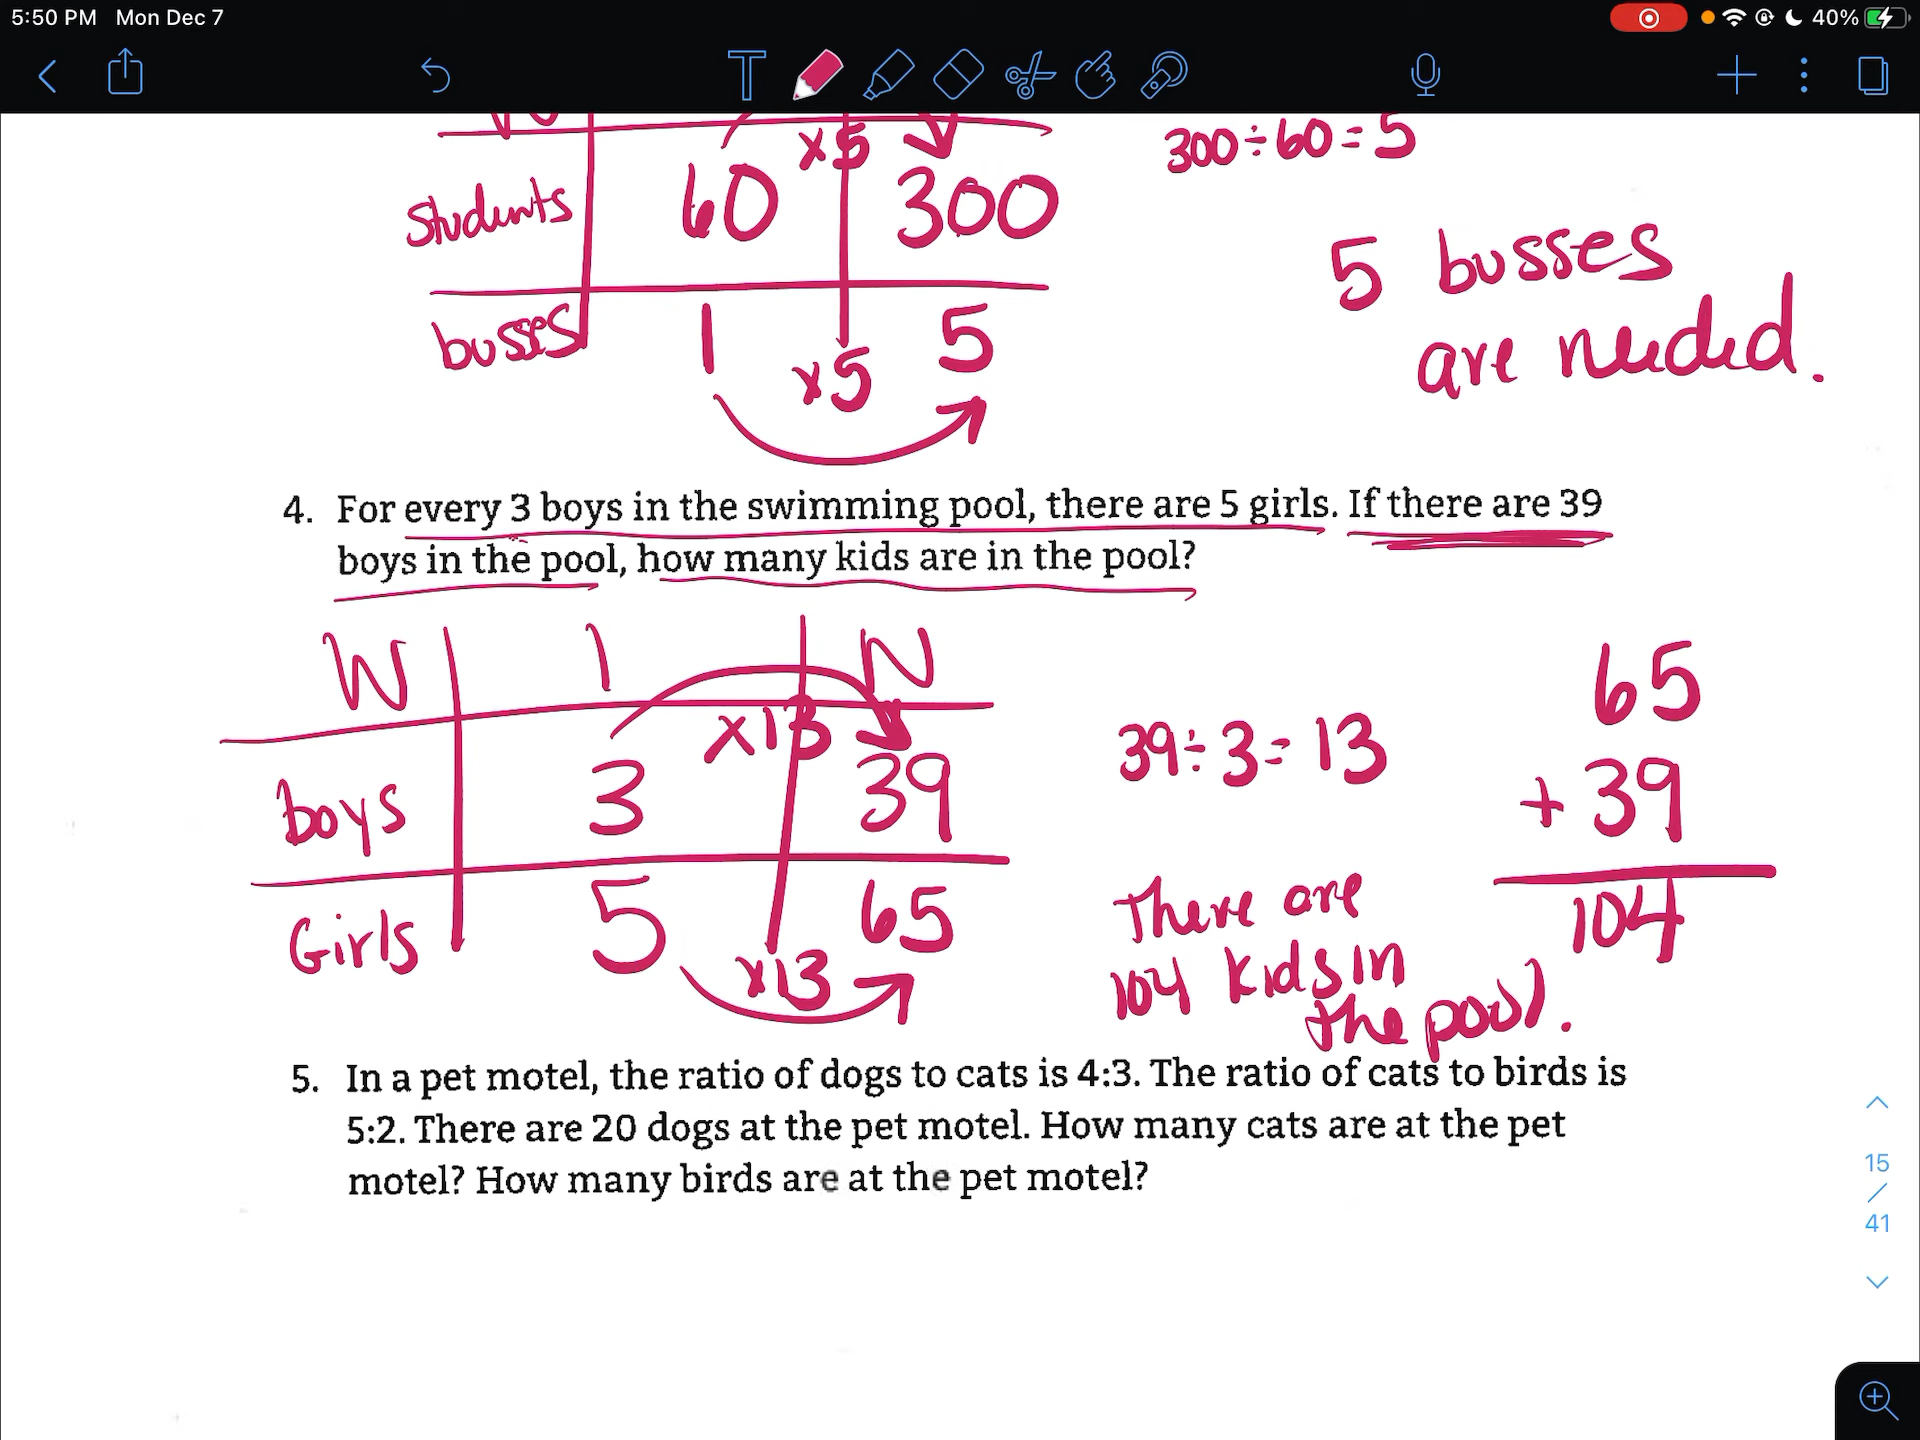 5:50 PM Mon Dec 7
40%
T
x5
300÷60=5
Students 60 300
5 busses
are needed.
busses 1 x5 5
4. For every 3 boys in the swimming pool, there are 5 girls. If there are 39
boys in the pool, how many kids are in the pool?
W 1 N
x13
boys 3 39
39÷3=13
65
+ 39
104
Girls 5 65
x13
There are
104 kids in
the pool.
5. In a pet motel, the ratio of dogs to cats is 4:3. The ratio of cats to birds is
5:2. There are 20 dogs at the pet motel. How many cats are at the pet
motel? How many birds are at the pet motel?
15
/
41